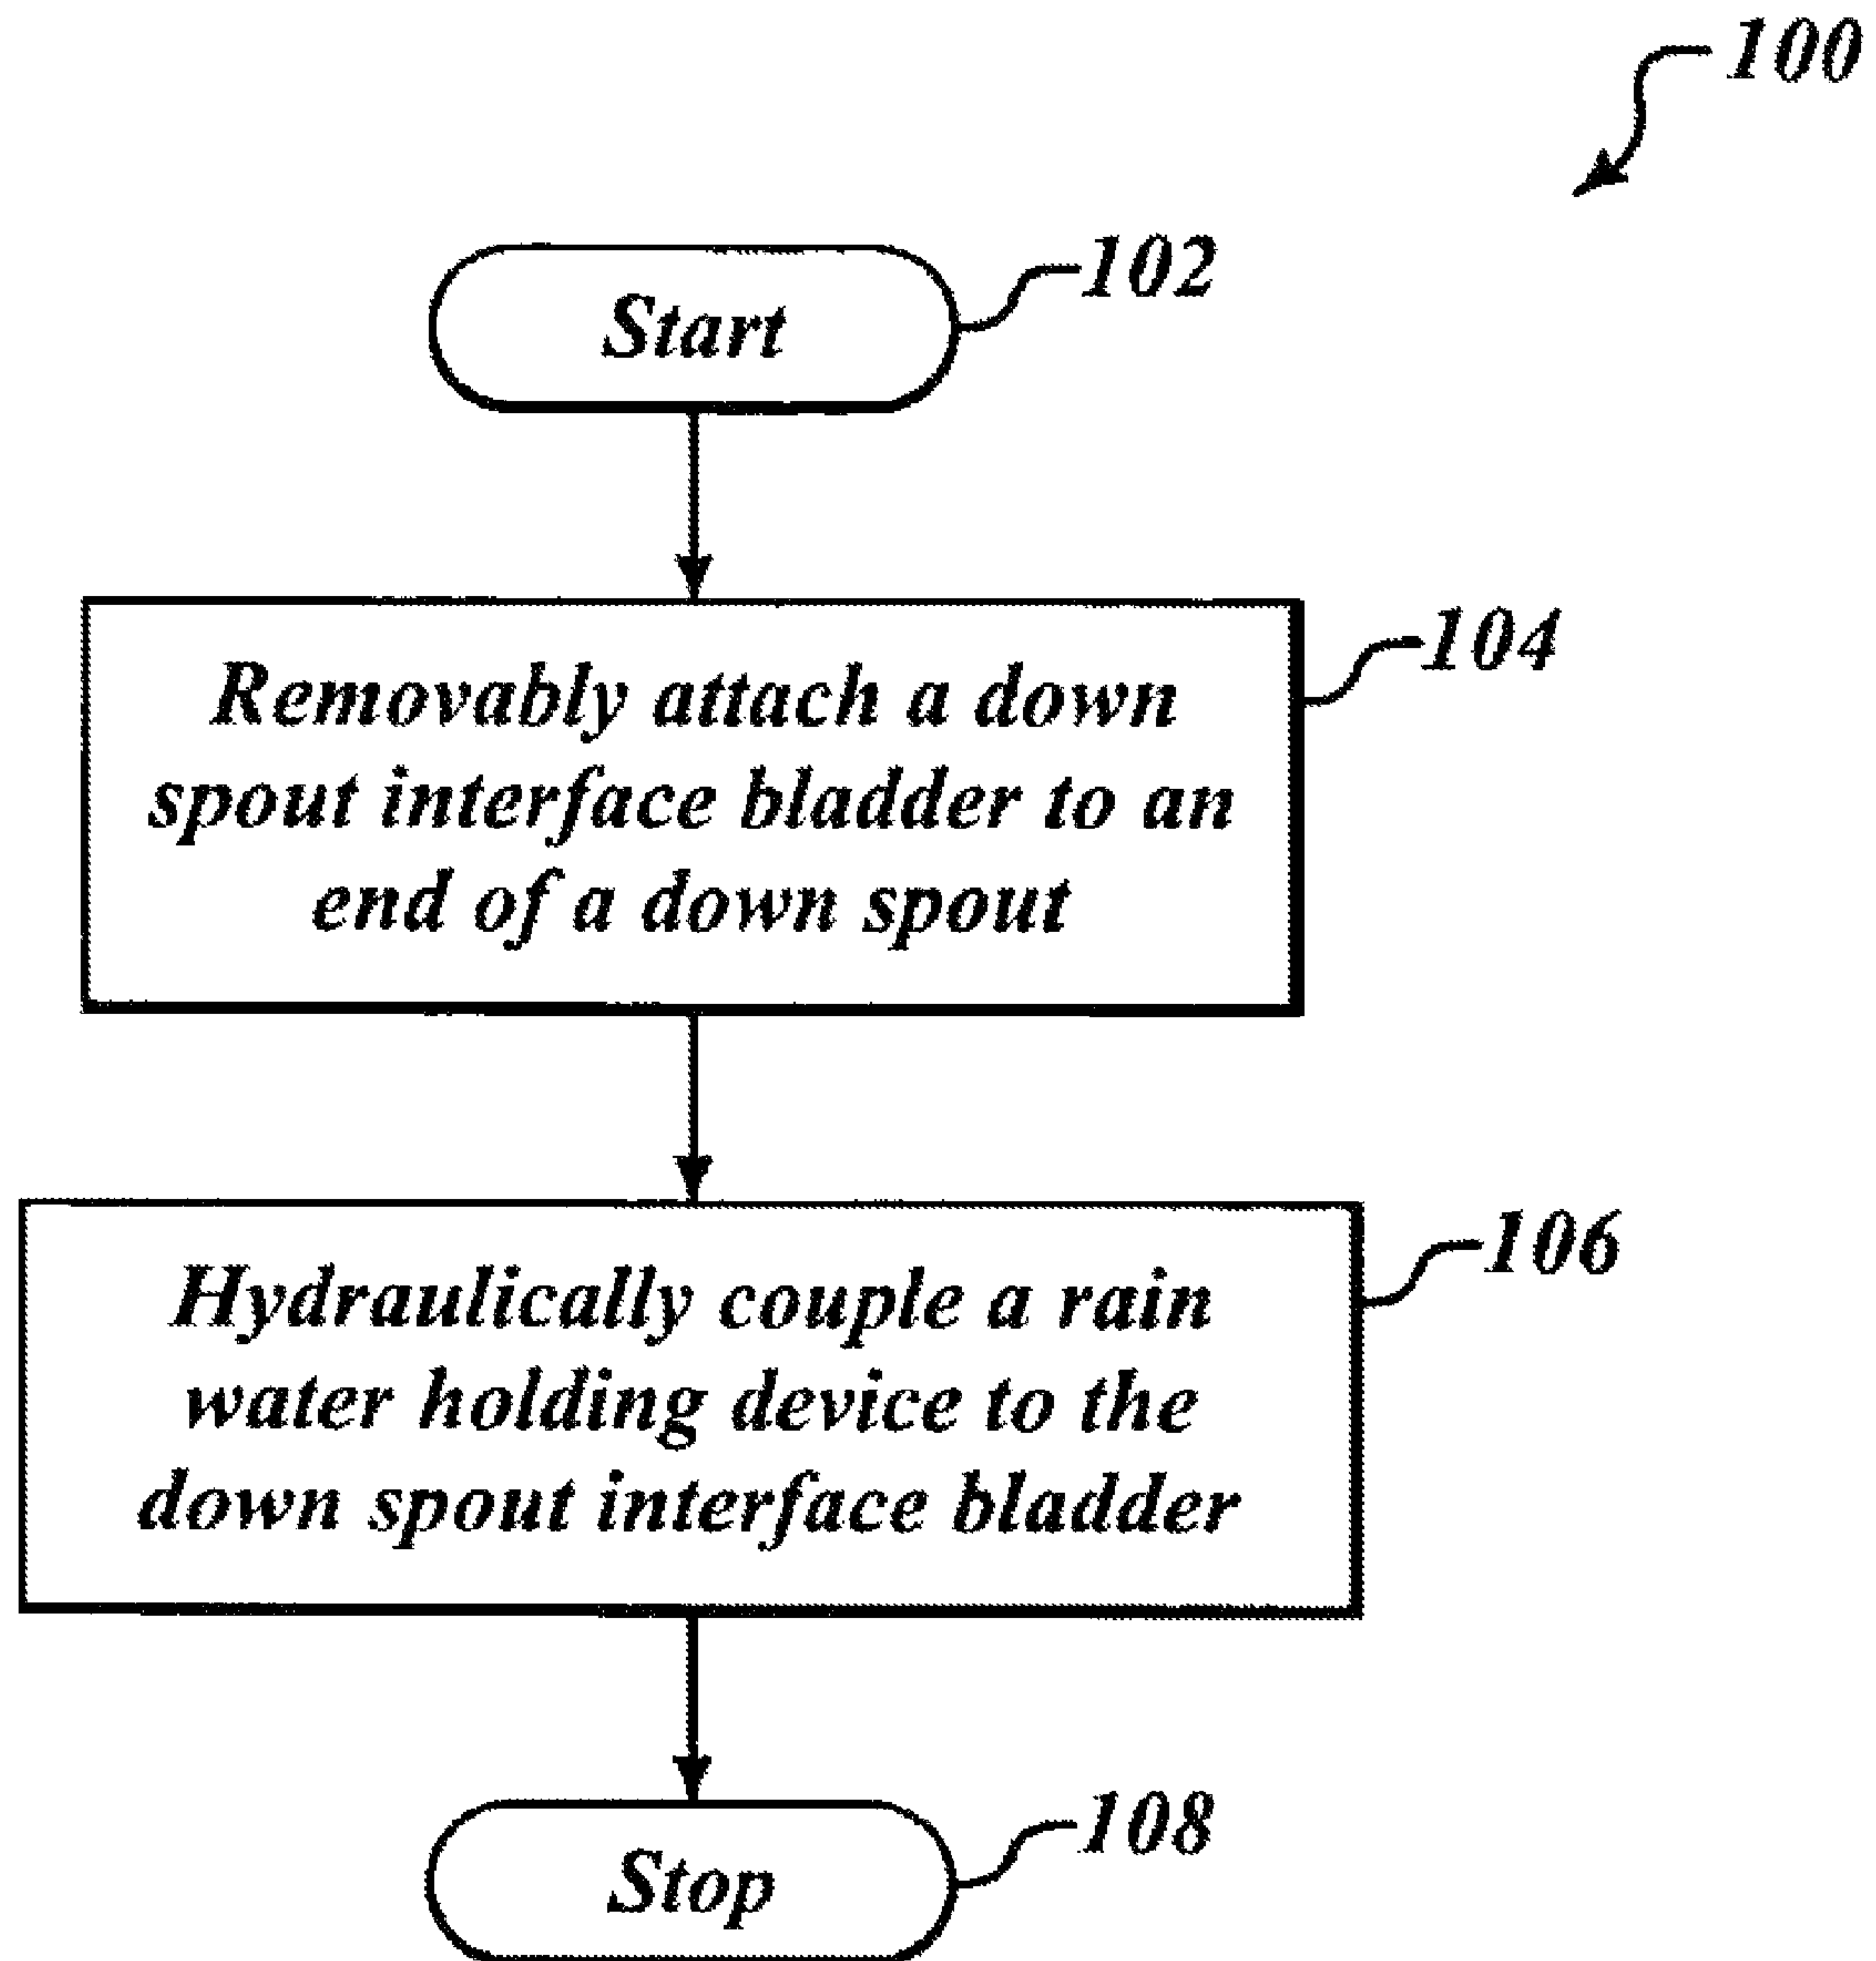 100
Start
102
Removably attach a down
spout interface bladder to an
end of a down spout
104
Hydraulically couple a rain
water holding device to the
down spout interface bladder
106
Stop
108